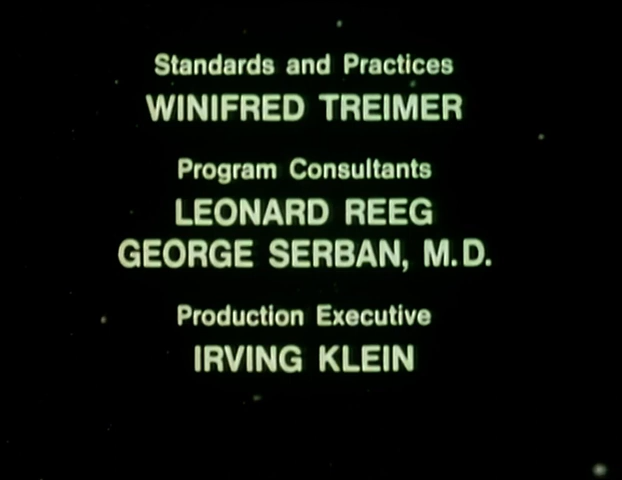 Standards and Practices
WINIFRED TREIMER
Program Consultants
LEONARD REEG
GEORGE SERBAN, M.D.
Production Executive
IRVING KLEIN